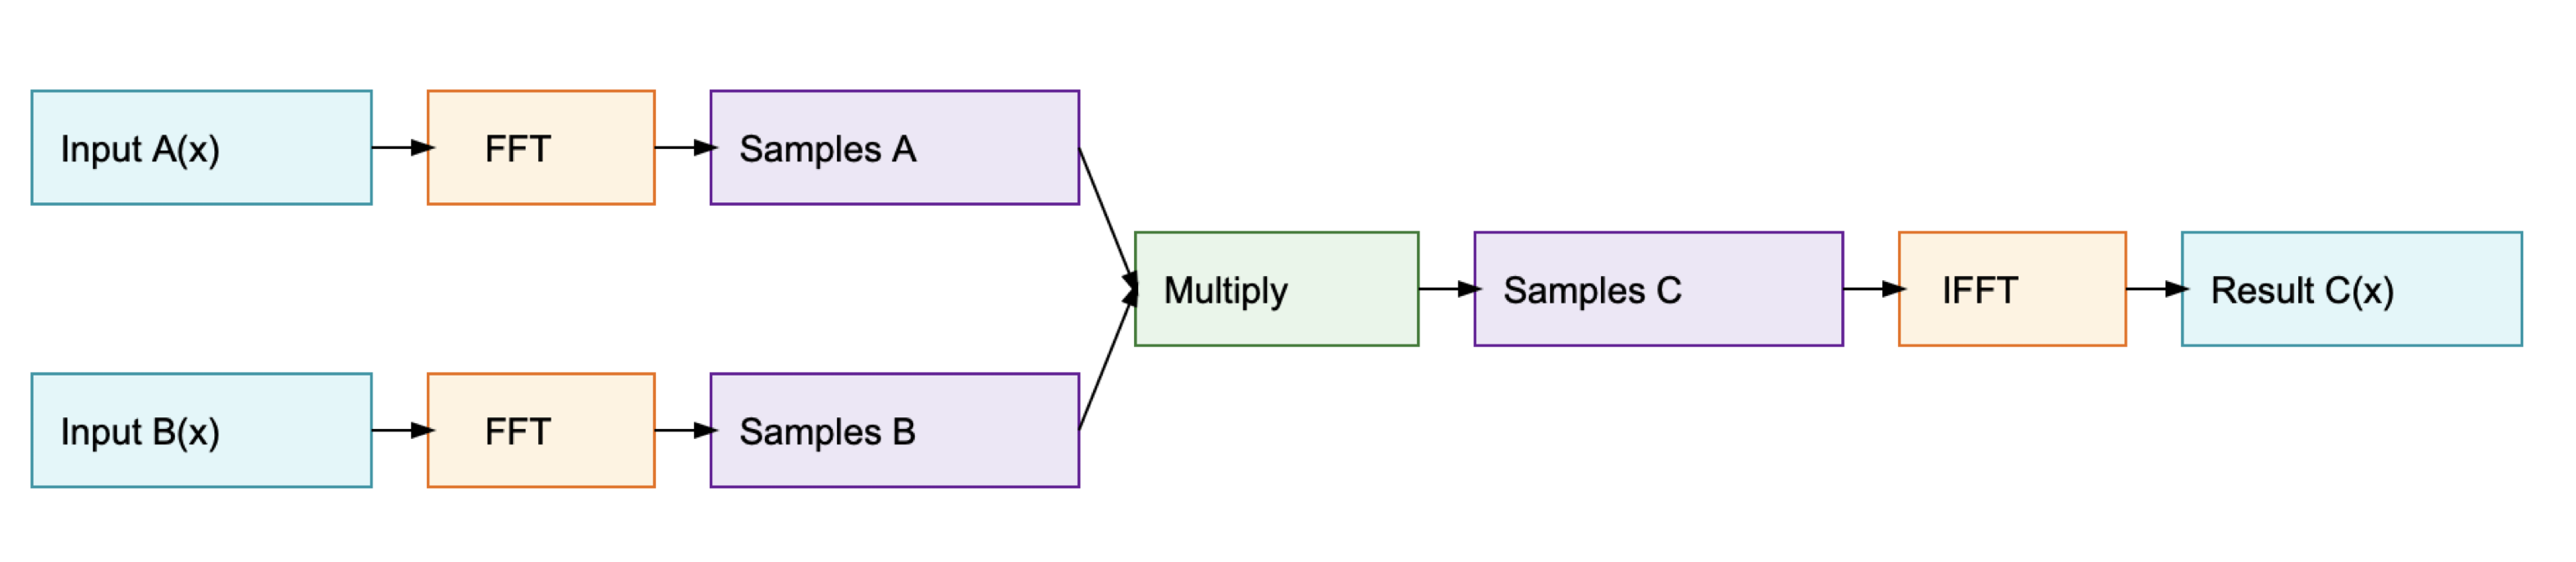 Input A(x)
FFT
Samples A
Multiply
Samples C
IFFT
Result C(x)
Input B(x)
FFT
Samples B